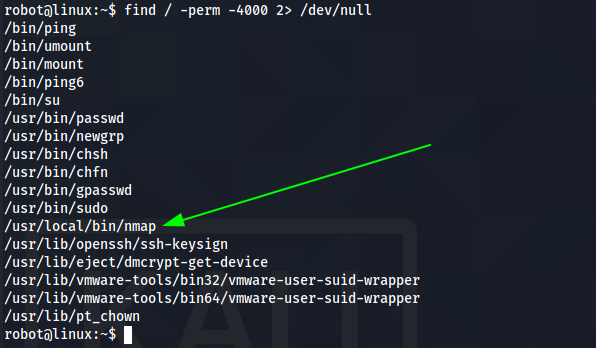 robot@linux:~$ find / -perm -4000 2> /dev/null
/bin/ping
/bin/umount
/bin/mount
/bin/ping6
/bin/su
/usr/bin/passwd
/usr/bin/newgrp
/usr/bin/chsh
/usr/bin/chfn
/usr/bin/gpasswd
/usr/bin/sudo
/usr/local/bin/nmap
/usr/lib/openssh/ssh-keysign
/usr/lib/eject/dmcrypt-get-device
/usr/lib/vmware-tools/bin32/vmware-user-suid-wrapper
/usr/lib/vmware-tools/bin64/vmware-user-suid-wrapper
/usr/lib/pt_chown
robot@linux:~$
KALI